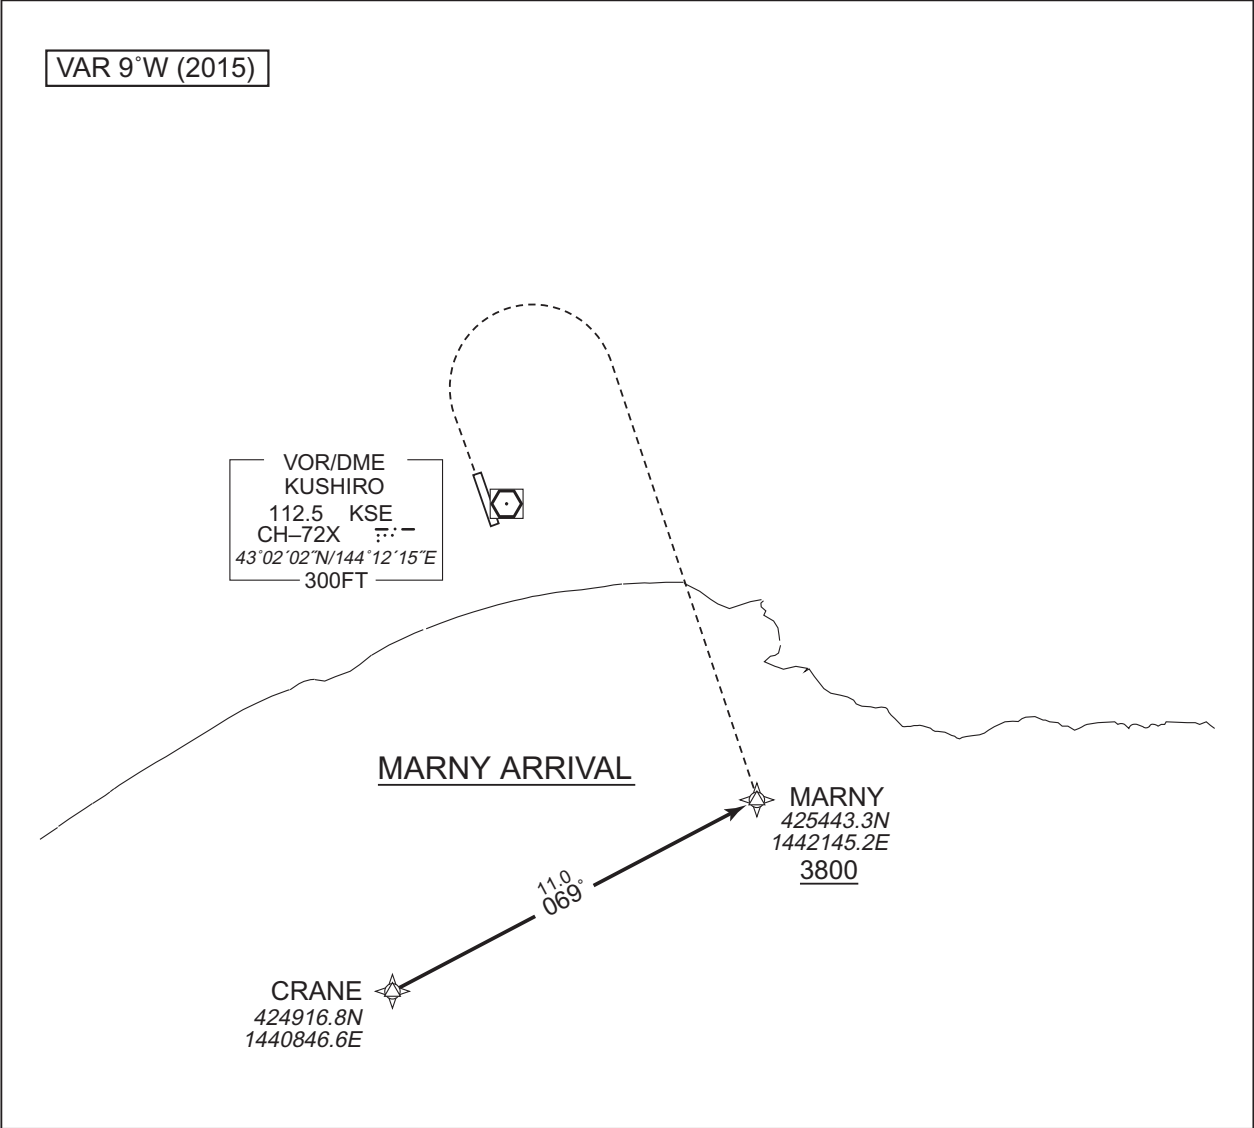 VAR 9˚W (2015)
VOR/DME
KUSHIRO
112.5 KSE
CH–72X
43˚02´02˝N/144˚12´15˝E
300FT
MARNY ARRIVAL
MARNY
425443.3N
1442145.2E
3800
11.0
069˚
CRANE
424916.8N
1440846.6E